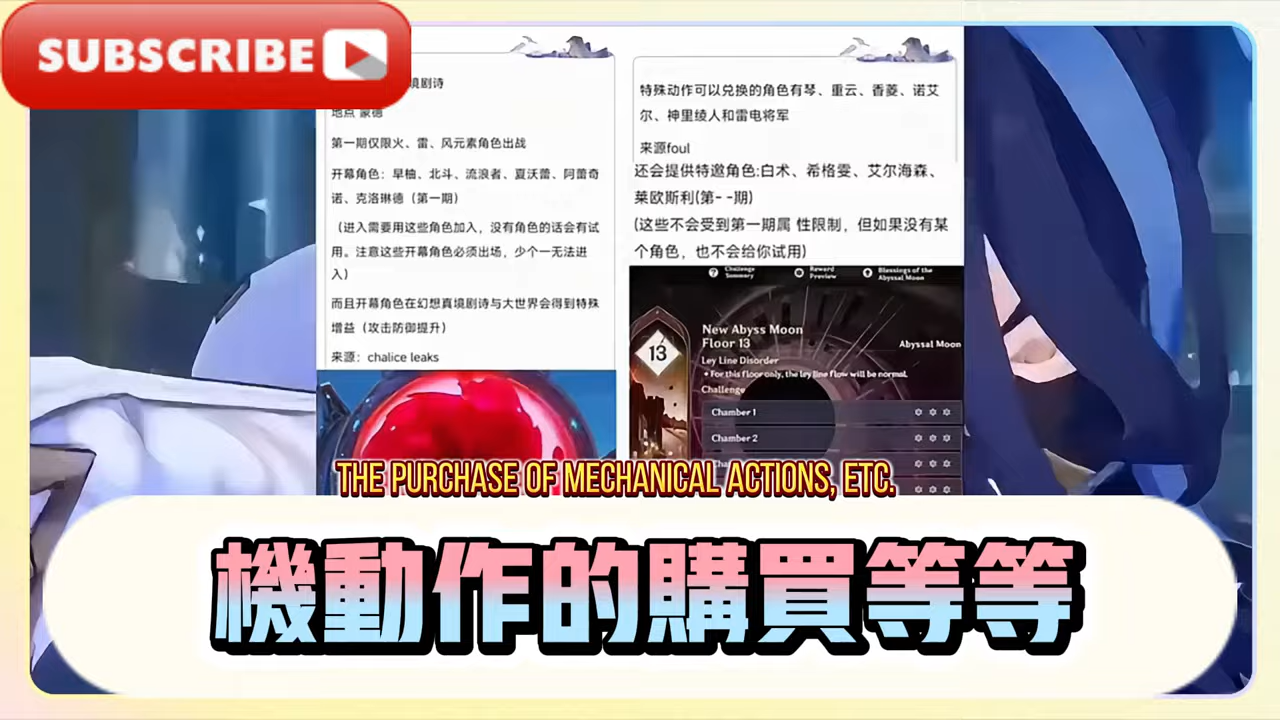 SUBSCRIBE
境剧诗
地点 蒙德
第一期仅限火、雷、风元素角色出战
开幕角色：早柚、北斗、流浪者、夏沃蕾、阿蕾奇
诺、克洛琳德（第一期）
（进入需要用这些角色加入，没有角色的话会有试
用。注意这些开幕角色必须出场，少个一无法进
入）
而且开幕角色在幻想真境剧诗与大世界会得到特殊
增益（攻击防御提升）
来源：chalice leaks
特殊动作可以兑换的角色有琴、重云、香菱、诺艾
尔、神里绫人和雷电将军
来源foul
还会提供特邀角色:白术、希格雯、艾尔海森、
莱欧斯利(第- -期)
(这些不会受到第一期属 性限制，但如果没有某
个角色，也不会给你试用)
Challenge Summary
Reward Preview
Blessings of the Abyssal Moon
13
New Abyss Moon
Floor 13
Abyssal Moon
Ley Line Disorder
• For this floor only, the ley line flow will be normal.
Challenge
Chamber 1
Chamber 2
Cha
THE PURCHASE OF MECHANICAL ACTIONS, ETC.
機動作的購買等等